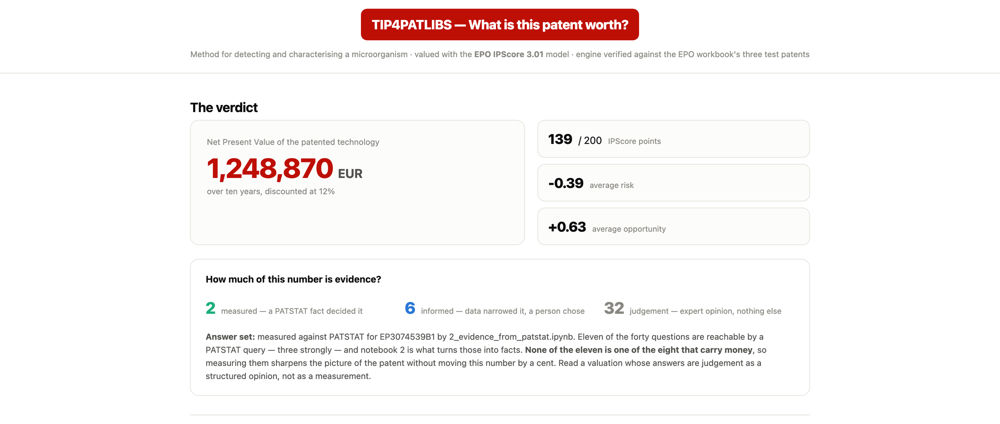 TIP4PATLIBS — What is this patent worth?
Method for detecting and characterising a microorganism · valued with the EPO IPScore 3.01 model · engine verified against the EPO workbook's three test patents
The verdict
Net Present Value of the patented technology
1,248,870 EUR
over ten years, discounted at 12%
139 / 200 IPScore points
-0.39 average risk
+0.63 average opportunity
How much of this number is evidence?
2 measured — a PATSTAT fact decided it
6 informed — data narrowed it, a person chose
32 judgement — expert opinion, nothing else
Answer set: measured against PATSTAT for EP3074539B1 by 2_evidence_from_patstat.ipynb. Eleven of the forty questions are reachable by a
PATSTAT query — three strongly — and notebook 2 is what turns those into facts. None of the eleven is one of the eight that carry money, so
measuring them sharpens the picture of the patent without moving this number by a cent. Read a valuation whose answers are judgement as a
structured opinion, not as a measurement.